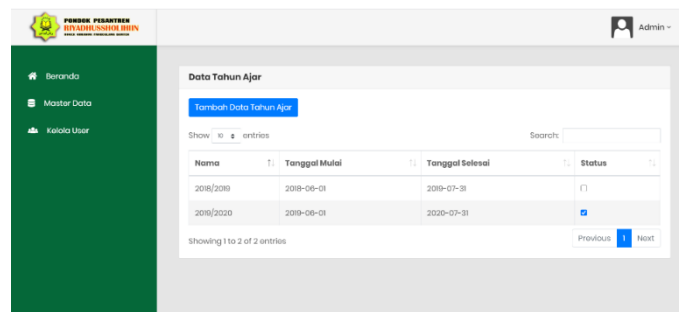 PONDOK PESANTREN
RIYADHUSSHOLIHIIN
Admin
Beranda
Master Data
Kelola User
Data Tahun Ajar
Tambah Data Tahun Ajar
Show 10 entries
Search:
Nama Tanggal Mulai Tanggal Selesai Status
2018/2019 2018-06-01 2019-07-31
2019/2020 2019-06-01 2020-07-31
Showing 1 to 2 of 2 entries
Previous 1 Next